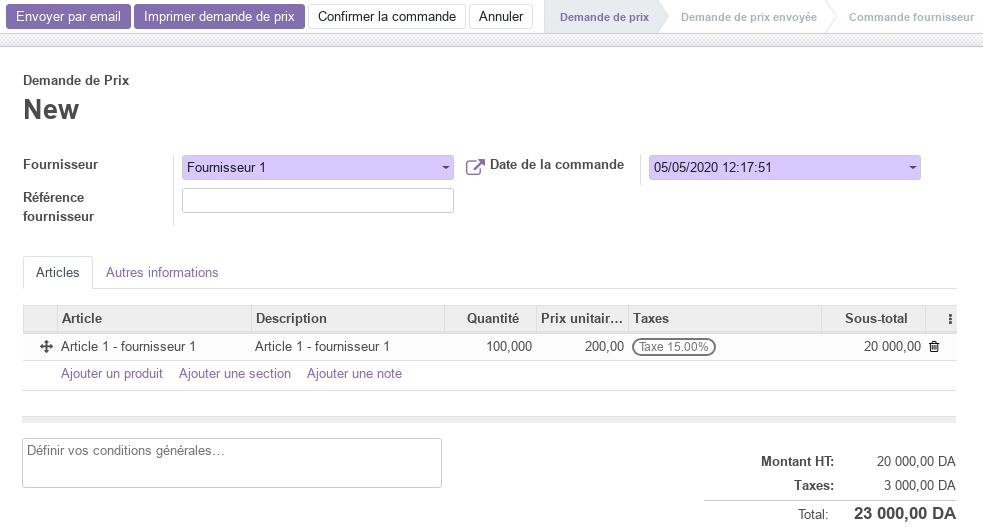 Envoyer par email Imprimer demande de prix Confirmer la commande Annuler Demande de prix Demande de prix envoyée Commande fournisseur
Demande de Prix
New
Fournisseur Fournisseur 1 Date de la commande 05/05/2020 12:17:51
Référence
fournisseur
Articles Autres informations
Article Description Quantité Prix unitair... Taxes Sous-total
Article 1 - fournisseur 1 Article 1 - fournisseur 1 100,000 200,00 Taxe 15.00% 20 000,00
Ajouter un produit Ajouter une section Ajouter une note
Définir vos conditions générales...
Montant HT: 20 000,00 DA
Taxes: 3 000,00 DA
Total: 23 000,00 DA